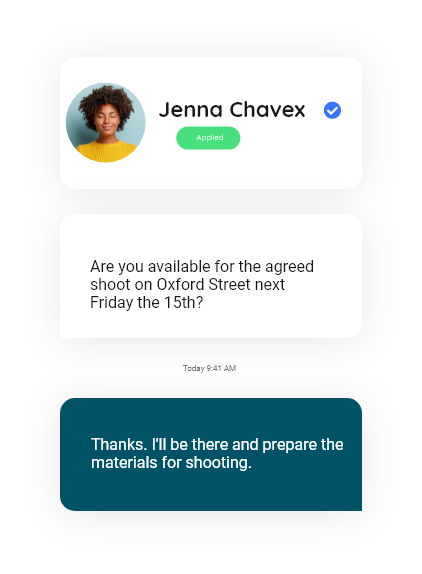 Jenna Chavex
Applied
Are you available for the agreed
shoot on Oxford Street next
Friday the 15th?
Today 9:41 AM
Thanks. I'll be there and prepare the
materials for shooting.